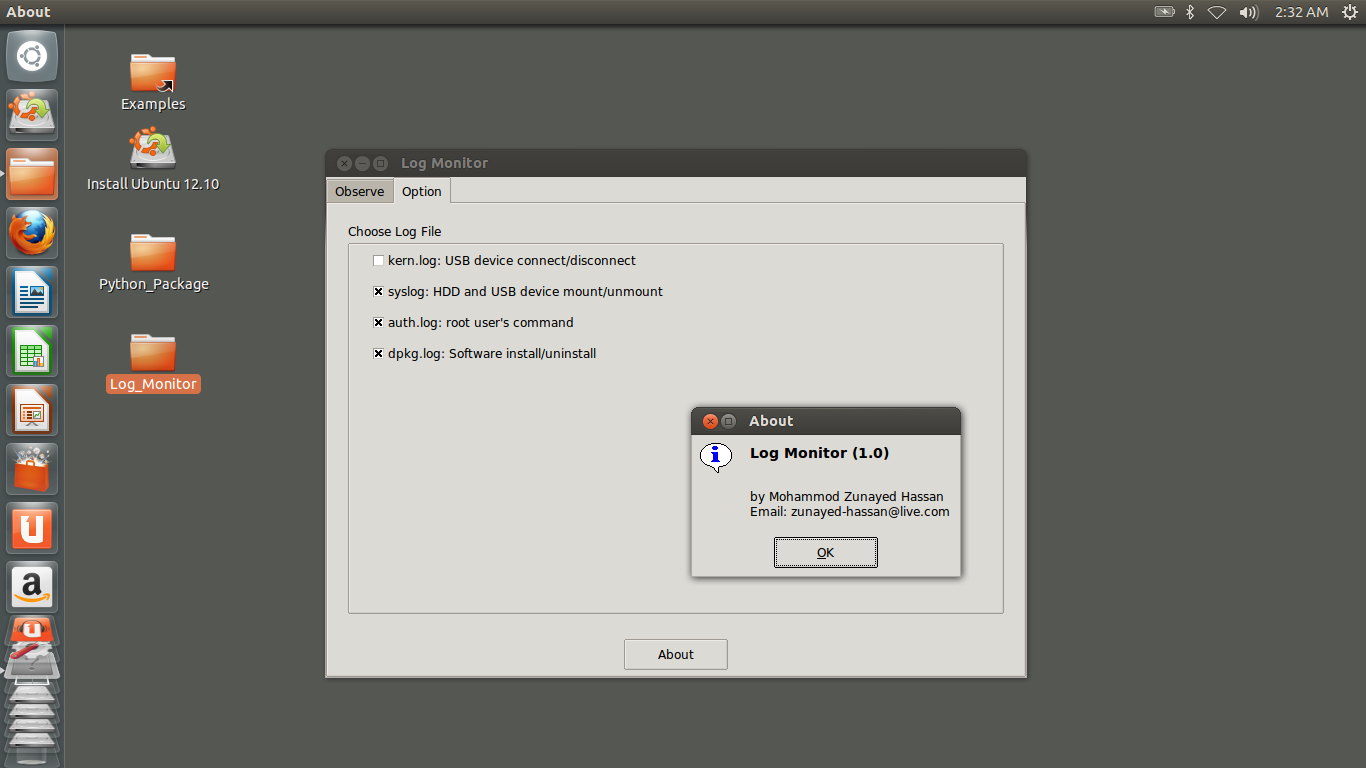 About
2:32 AM
Examples
Install Ubuntu 12.10
Python_Package
Log_Monitor
Log Monitor
Observe
Option
Choose Log File
kern.log: USB device connect/disconnect
syslog: HDD and USB device mount/unmount
auth.log: root user's command
dpkg.log: Software install/uninstall
About
Log Monitor (1.0)
by Mohammod Zunayed Hassan
Email: zunayed-hassan@live.com
OK
About